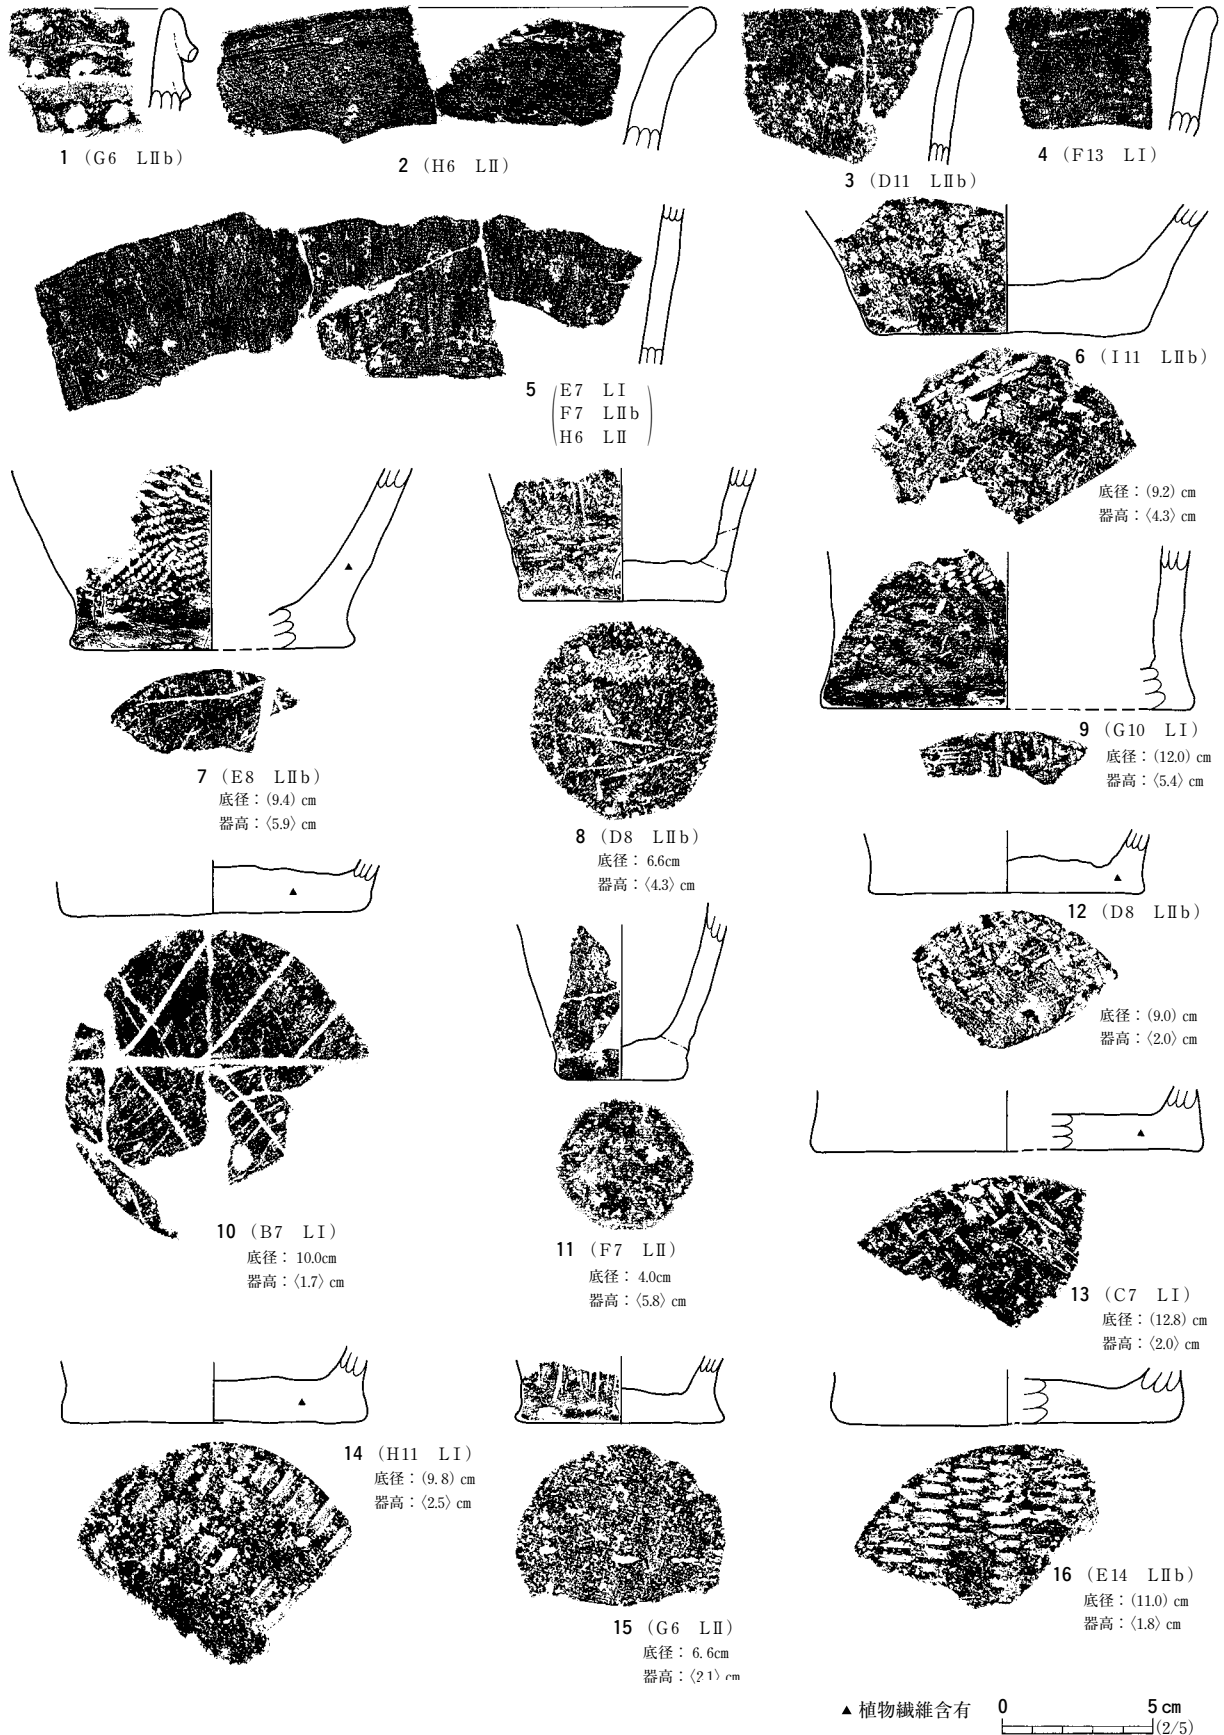 1 (G6 LⅡb)
2 (H6 LⅡ)
3 (D11 LⅡb)
4 (F13 LⅠ)
5 (E7 LⅠ
F7 LⅡb
H6 LⅡ)
6 (I11 LⅡb)
底径：(9.2) cm
器高：〈4.3〉cm
7 (E8 LⅡb)
底径：(9.4) cm
器高：〈5.9〉cm
8 (D8 LⅡb)
底径： 6.6cm
器高：〈4.3〉cm
9 (G10 LⅠ)
底径：(12.0) cm
器高：〈5.4〉cm
10 (B7 LⅠ)
底径： 10.0cm
器高：〈1.7〉cm
11 (F7 LⅡ)
底径： 4.0cm
器高：〈5.8〉cm
12 (D8 LⅡb)
底径：(9.0) cm
器高：〈2.0〉cm
13 (C7 LⅠ)
底径：(12.8) cm
器高：〈2.0〉cm
14 (H11 LⅠ)
底径：(9.8) cm
器高：〈2.5〉cm
15 (G6 LⅡ)
底径： 6.6cm
器高：〈2.1〉cm
16 (E14 LⅡb)
底径：(11.0) cm
器高：〈1.8〉cm
▲ 植物繊維含有
0 5 cm
(2/5)